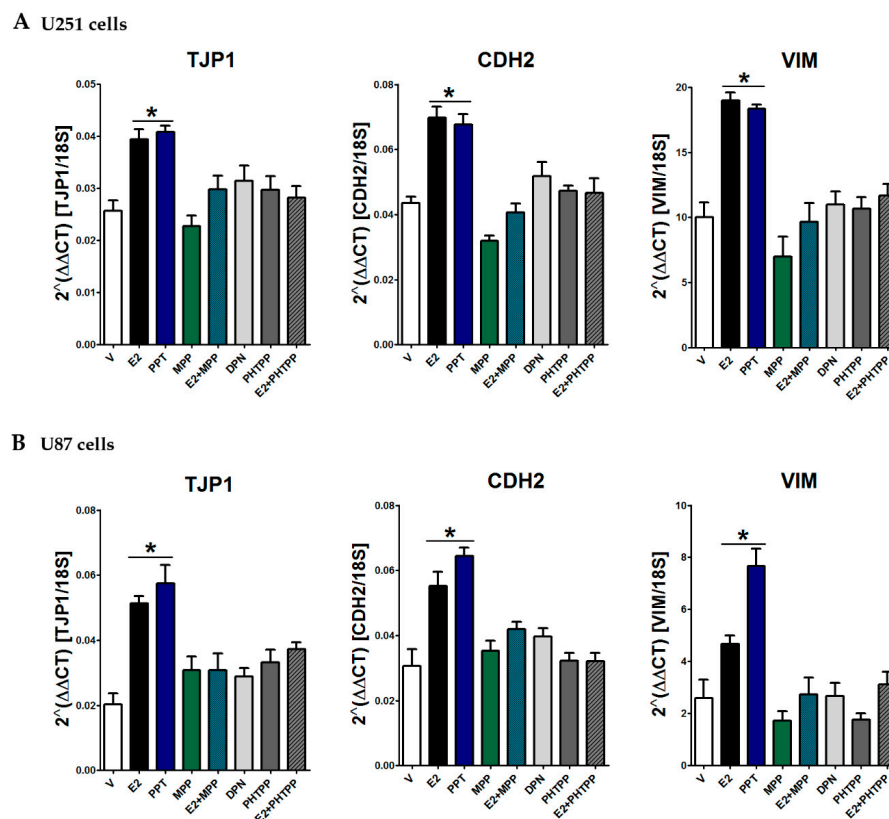 A U251 cells
TJP1 CDH2 VIM
* * *
2^(ΔΔCT) [TJP1/18S]
0.05
0.04
0.03
0.02
0.01
0.00
V E2 PPT MPP E2+MPP DPN PHTPP E2+PHTPP
2^(ΔΔCT) [CDH2/18S]
0.08
0.06
0.04
0.02
0.00
V E2 PPT MPP E2+MPP DPN PHTPP E2+PHTPP
2^(ΔΔCT) [VIM/18S]
20
15
10
5
0
V E2 PPT MPP E2+MPP DPN PHTPP E2+PHTPP
B U87 cells
TJP1 CDH2 VIM
* * *
2^(ΔΔCT) [TJP1/18S]
0.08
0.06
0.04
0.02
0.00
V E2 PPT MPP E2+MPP DPN PHTPP E2+PHTPP
2^(ΔΔCT) [CDH2/18S]
0.08
0.06
0.04
0.02
0.00
V E2 PPT MPP E2+MPP DPN PHTPP E2+PHTPP
2^(ΔΔCT) [VIM/18S]
10
8
6
4
2
0
V E2 PPT MPP E2+MPP DPN PHTPP E2+PHTPP